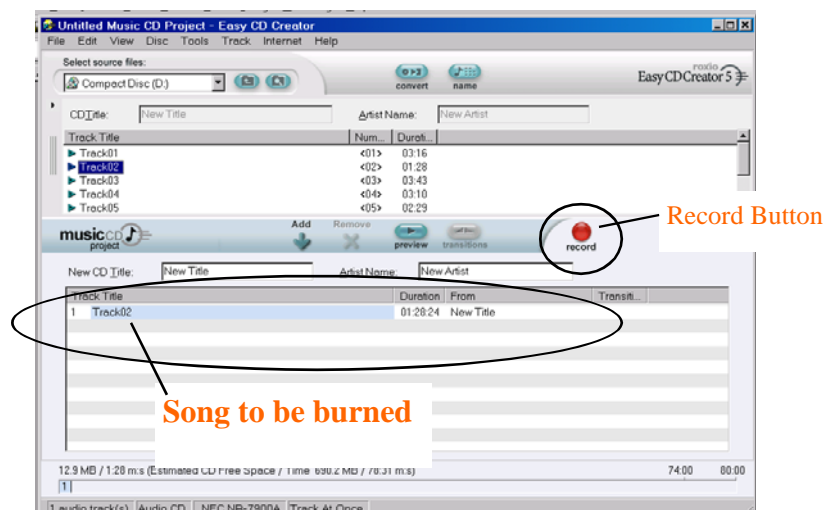 Untitled Music CD Project - Easy CD Creator
File Edit View Disc Tools Track Internet Help
Select source files:
Compact Disc (D:)
convert name
roxio
Easy CD Creator 5
CD Title: New Title Artist Name: New Artist
Track Title Num... Durati...
Track01 <01> 03:16
Track02 <02> 01:28
Track03 <03> 03:43
Track04 <04> 03:10
Track05 <05> 02:29
Record Button
music CD project
Add Remove preview transitions record
New CD Title: New Title Artist Name: New Artist
Track Title Duration From Transiti...
1 Track02 01:28:24 New Title
Song to be burned
12.9 MB / 1:28 m:s (Estimated CD Free Space / Time 690.2 MB / 78:31 m:s) 74:00 80:00
1
1 audio track(s) Audio CD NEC NR-7900A Track At Once